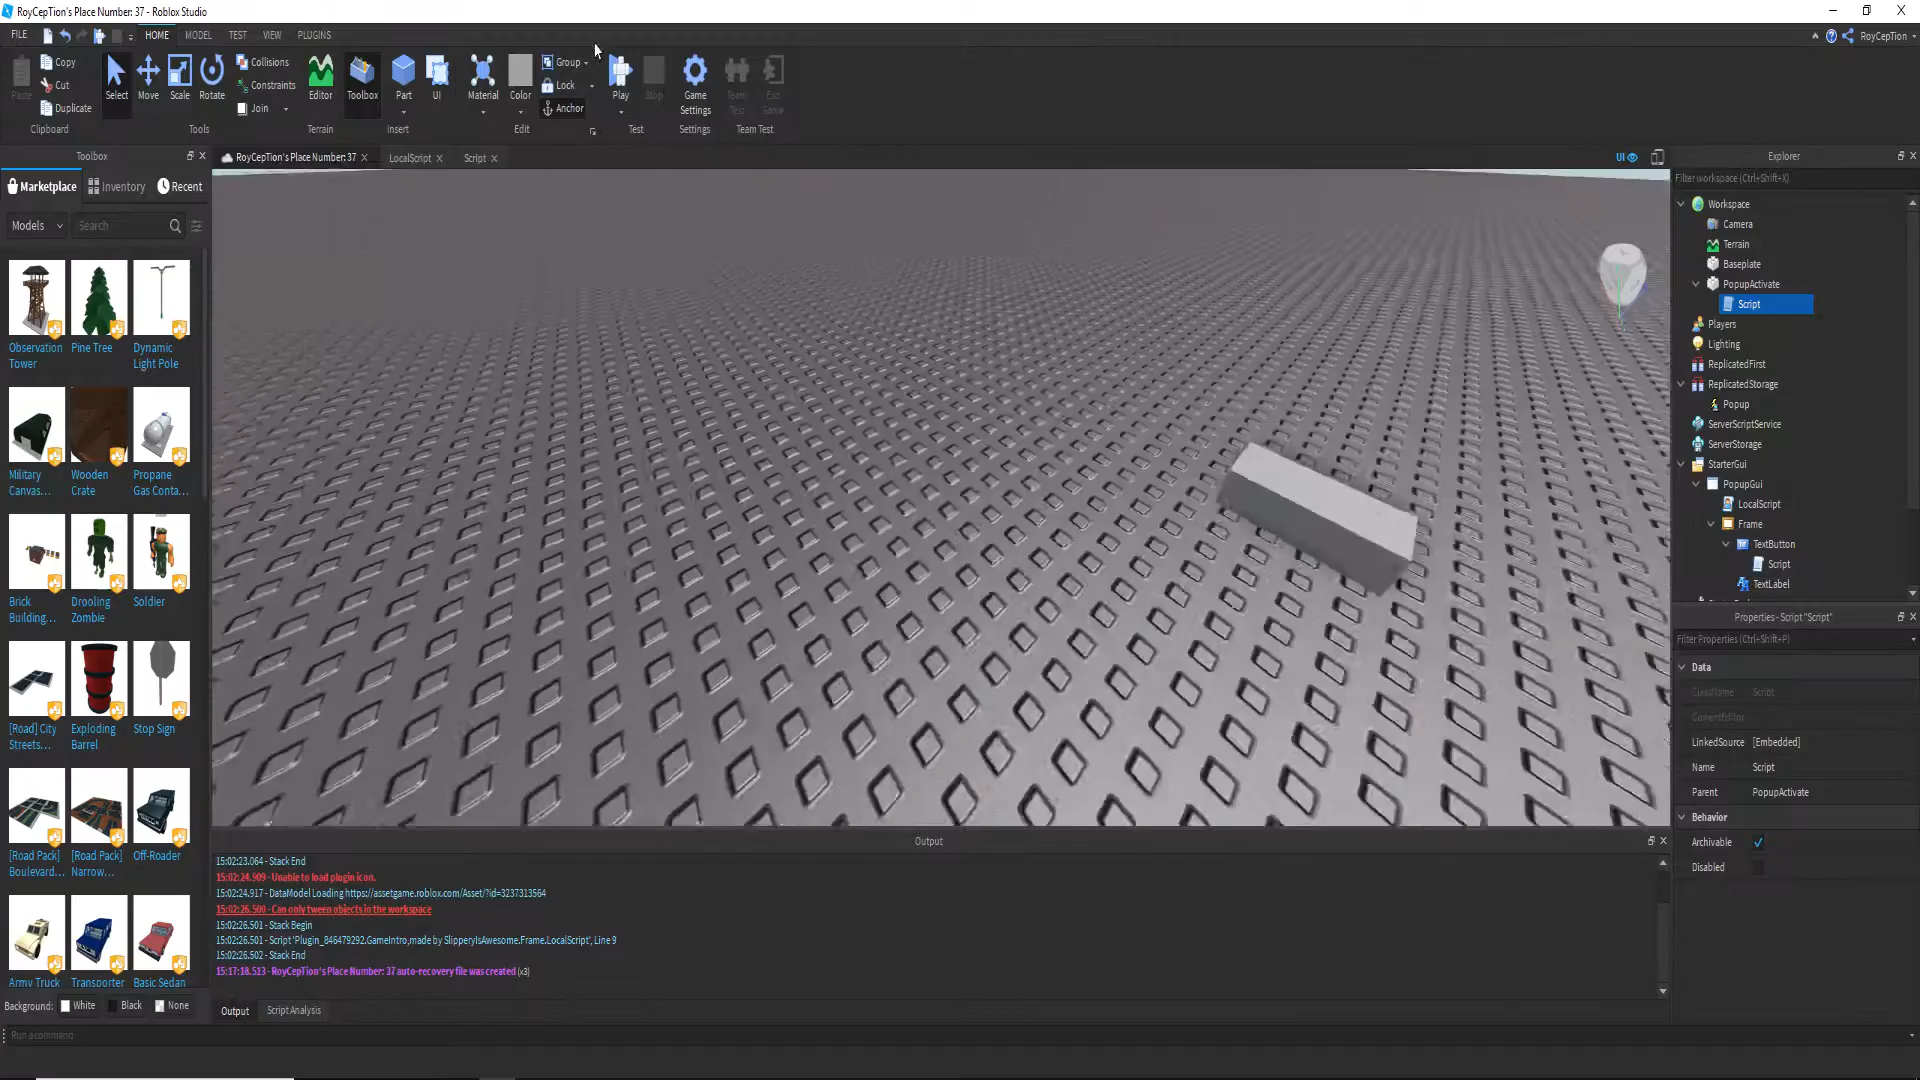 RoyCepTion's Place Number: 37 - Roblox Studio
FILE HOME MODEL TEST VIEW PLUGINS RoyCepTion
Copy Collisions Group
Cut Constraints Lock
Paste Select Move Scale Rotate Editor Toolbox Part UI Material Color Play Stop Game Settings Team Test Exit Game
Duplicate Join Anchor
Clipboard Tools Terrain Insert Edit Test Settings Team Test
Toolbox
Marketplace Inventory Recent
Models Search
Observation Tower
Pine Tree
Dynamic Light Pole
Military Canvas...
Wooden Crate
Propane Gas Conta...
Brick Building...
Drooling Zombie
Soldier
[Road] City Streets...
Exploding Barrel
Stop Sign
[Road Pack] Boulevard...
[Road Pack] Narrow...
Off-Roader
Army Truck
Transporter
Basic Sedan
Background: White Black None
RoyCepTion's Place Number: 37 LocalScript Script UI
Output
15:02:23.064 - Stack End
15:02:24.909 - Unable to load plugin icon.
15:02:24.917 - DataModel Loading https://assetgame.roblox.com/Asset/?id=3237313564
15:02:26.500 - Can only tween objects in the workspace
15:02:26.501 - Stack Begin
15:02:26.501 - Script 'Plugin_846479292.GameIntro,made by SlipperyIsAwesome.Frame.LocalScript', Line 9
15:02:26.502 - Stack End
15:17:18.513 - RoyCepTion's Place Number: 37 auto-recovery file was created (x3)
Output Script Analysis
Run a command
Explorer
Filter workspace (Ctrl+Shift+X)
Workspace
Camera
Terrain
Baseplate
PopupActivate
Script
Players
Lighting
ReplicatedFirst
ReplicatedStorage
Popup
ServerScriptService
ServerStorage
StarterGui
PopupGui
LocalScript
Frame
TextButton
Script
TextLabel
Properties - Script "Script"
Filter Properties (Ctrl+Shift+P)
Data
ClassName Script
CurrentEditor
LinkedSource [Embedded]
Name Script
Parent PopupActivate
Behavior
Archivable
Disabled